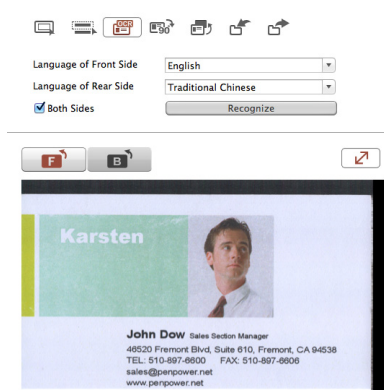 OCR
90°
Language of Front Side English
Language of Rear Side Traditional Chinese
Both Sides Recognize
F B
Karsten
John Dow Sales Section Manager
46520 Fremont Blvd, Suite 610, Fremont, CA 94538
TEL: 510-897-6600 FAX: 510-897-6606
sales@penpower.net
www.penpower.net